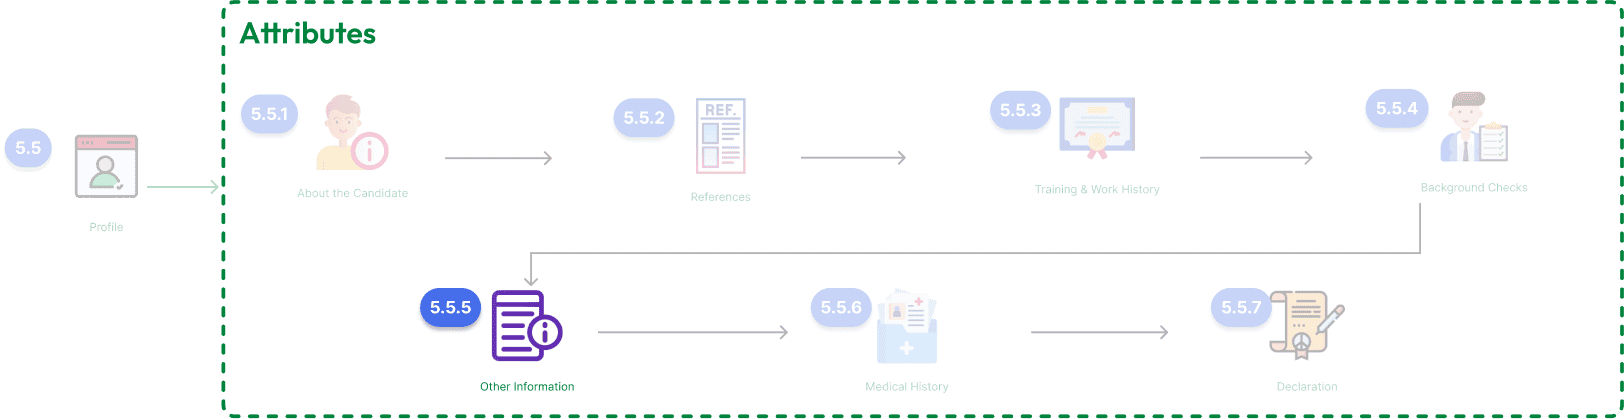 Attributes
5.5
Profile
5.5.1
About the Candidate
5.5.2
REF.
References
5.5.3
Training & Work History
5.5.4
Background Checks
5.5.5
Other Information
5.5.6
Medical History
5.5.7
Declaration